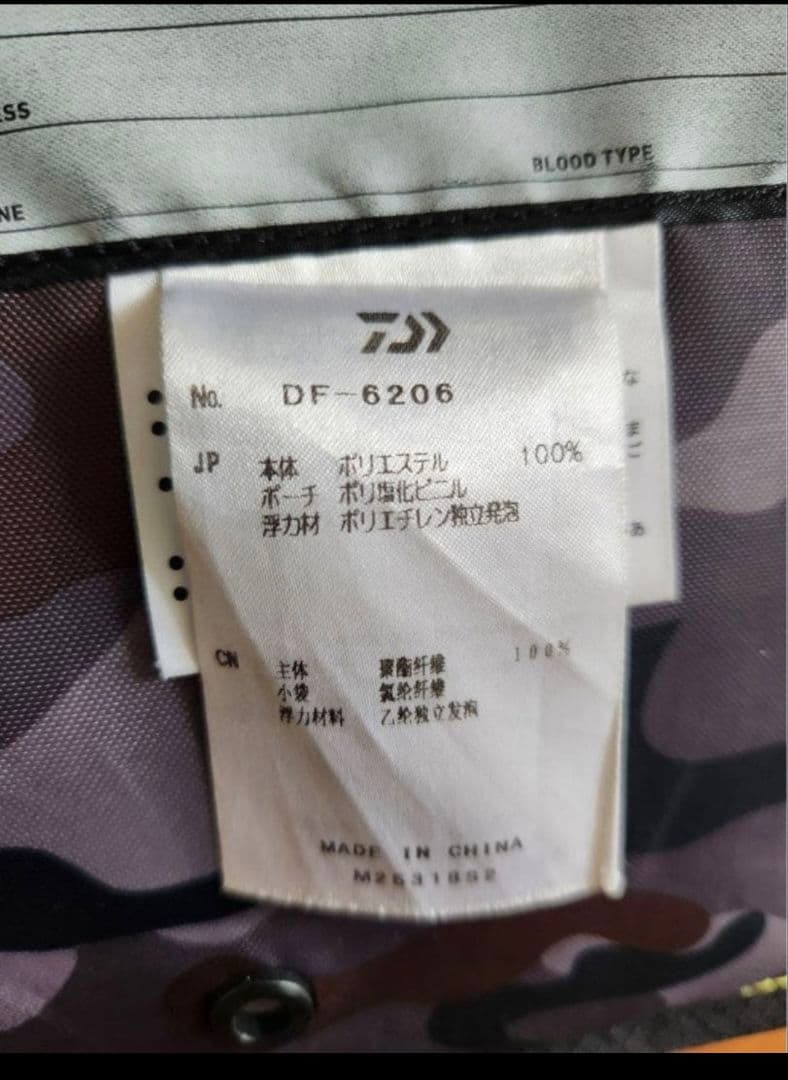 BLOOD TYPE
No. DF-6206
JP 本体 ポリエステル 100%
ポーチ ポリ塩化ビニル
浮力材 ポリエチレン独立発泡
CN 主体 聚酯纤维 100%
小袋 氯纶纤维
浮力材料 乙纶独立发泡
MADE IN CHINA